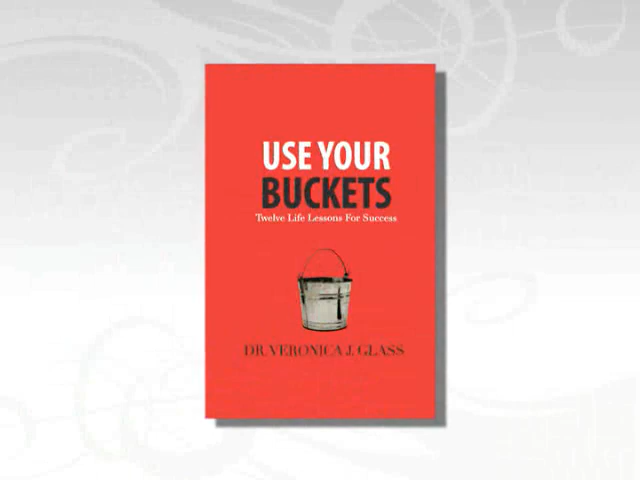 USE YOUR
BUCKETS
Twelve Life Lessons For Success
DR. VERONICA J. GLASS